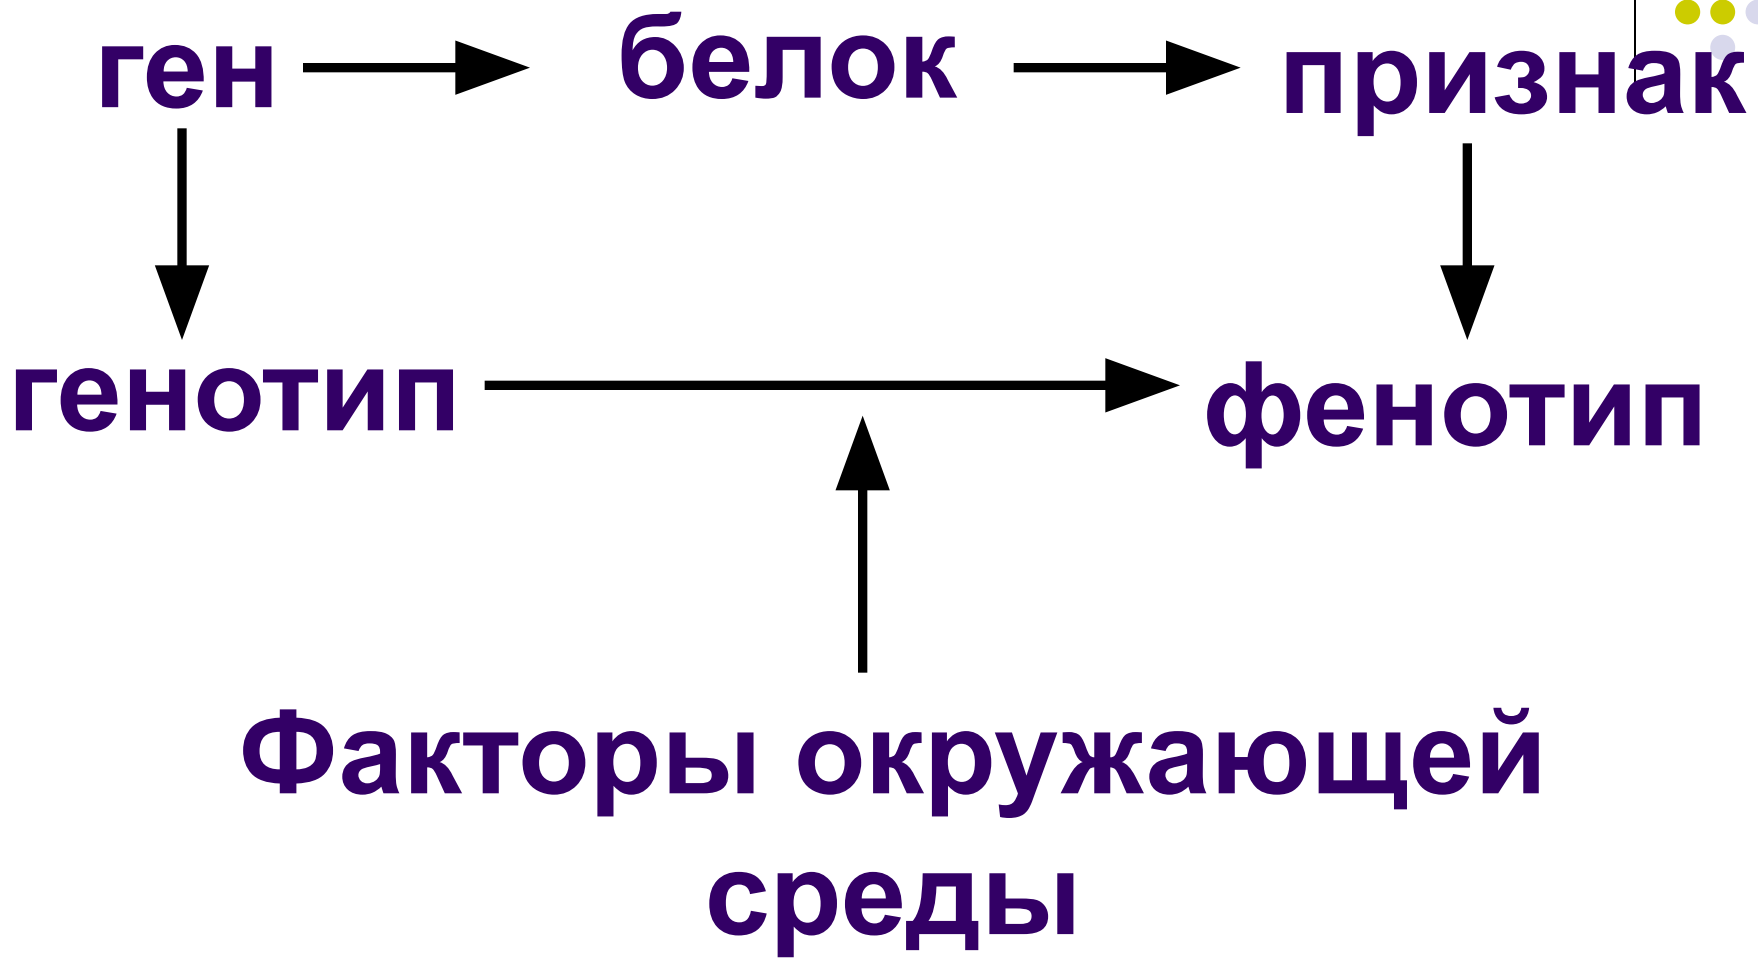 ген белок признак
генотип фенотип
Факторы окружающей
среды